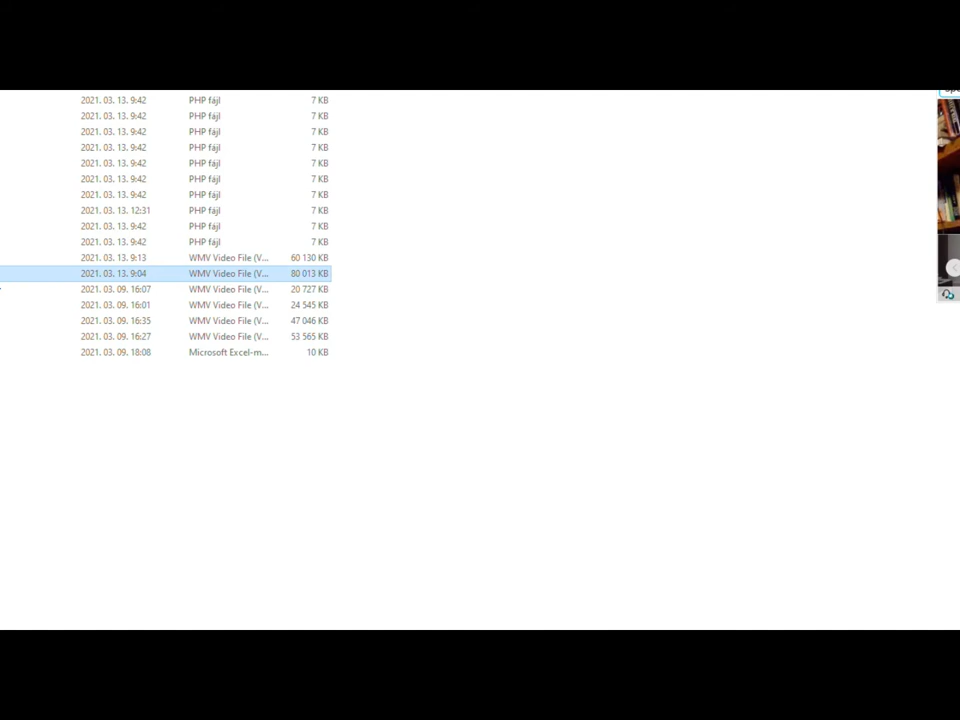 2021. 03. 13. 9:42 PHP fájl 7 KB
2021. 03. 13. 9:42 PHP fájl 7 KB
2021. 03. 13. 9:42 PHP fájl 7 KB
2021. 03. 13. 9:42 PHP fájl 7 KB
2021. 03. 13. 9:42 PHP fájl 7 KB
2021. 03. 13. 9:42 PHP fájl 7 KB
2021. 03. 13. 9:42 PHP fájl 7 KB
2021. 03. 13. 12:31 PHP fájl 7 KB
2021. 03. 13. 9:42 PHP fájl 7 KB
2021. 03. 13. 9:42 PHP fájl 7 KB
2021. 03. 13. 9:13 WMV Video File (V... 60 130 KB
2021. 03. 13. 9:04 WMV Video File (V... 80 013 KB
2021. 03. 09. 16:07 WMV Video File (V... 20 727 KB
2021. 03. 09. 16:01 WMV Video File (V... 24 545 KB
2021. 03. 09. 16:35 WMV Video File (V... 47 046 KB
2021. 03. 09. 16:27 WMV Video File (V... 53 565 KB
2021. 03. 09. 18:08 Microsoft Excel-m... 10 KB